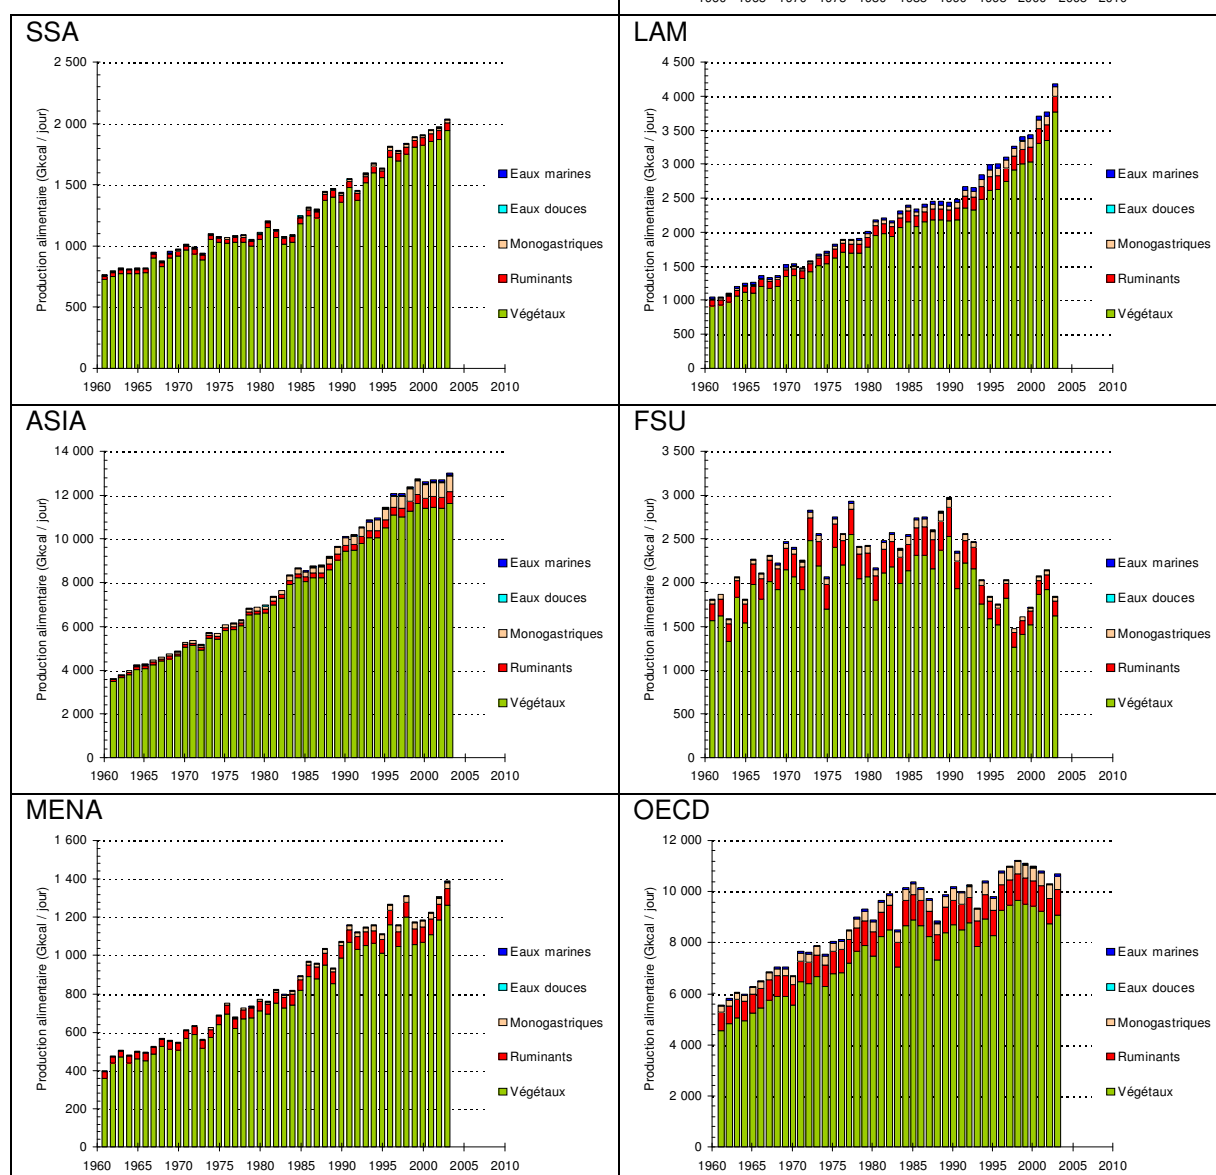 1960 1965 1970 1975 1980 1985 1990 1995 2000 2005 2010
SSA
Production alimentaire (Gkcal / jour)
2 500
2 000
1 500
1 000
500
0
1960 1965 1970 1975 1980 1985 1990 1995 2000 2005 2010
Eaux marines
Eaux douces
Monogastriques
Ruminants
Végétaux
LAM
Production alimentaire (Gkcal / jour)
4 500
4 000
3 500
3 000
2 500
2 000
1 500
1 000
500
0
1960 1965 1970 1975 1980 1985 1990 1995 2000 2005 2010
Eaux marines
Eaux douces
Monogastriques
Ruminants
Végétaux
ASIA
Production alimentaire (Gkcal / jour)
14 000
12 000
10 000
8 000
6 000
4 000
2 000
0
1960 1965 1970 1975 1980 1985 1990 1995 2000 2005 2010
Eaux marines
Eaux douces
Monogastriques
Ruminants
Végétaux
FSU
Production alimentaire (Gkcal / jour)
3 500
3 000
2 500
2 000
1 500
1 000
500
0
1960 1965 1970 1975 1980 1985 1990 1995 2000 2005 2010
Eaux marines
Eaux douces
Monogastriques
Ruminants
Végétaux
MENA
Production alimentaire (Gkcal / jour)
1 600
1 400
1 200
1 000
800
600
400
200
0
1960 1965 1970 1975 1980 1985 1990 1995 2000 2005 2010
Eaux marines
Eaux douces
Monogastriques
Ruminants
Végétaux
OECD
Production alimentaire (Gkcal / jour)
12 000
10 000
8 000
6 000
4 000
2 000
0
1960 1965 1970 1975 1980 1985 1990 1995 2000 2005 2010
Eaux marines
Eaux douces
Monogastriques
Ruminants
Végétaux